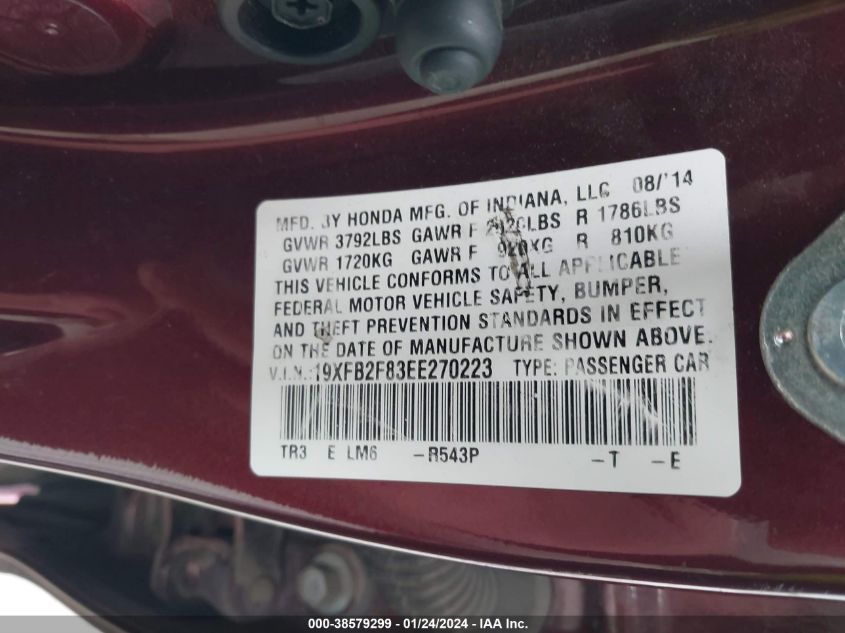 MFD. BY HONDA MFG. OF INDIANA, LLC 08/'14
GVWR 3792LBS GAWR F LBS R 1786LBS
GVWR 1720KG GAWR F KG R 810KG
THIS VEHICLE CONFORMS TO ALL APPLICABLE
FEDERAL MOTOR VEHICLE SAFETY, BUMPER,
AND THEFT PREVENTION STANDARDS IN EFFECT
ON THE DATE OF MANUFACTURE SHOWN ABOVE.
V.I.N.:19XFB2F83EE270223 TYPE: PASSENGER CAR
TR3 E LM6 -R543P -T -E
000-38579299 - 01/24/2024 - IAA Inc.